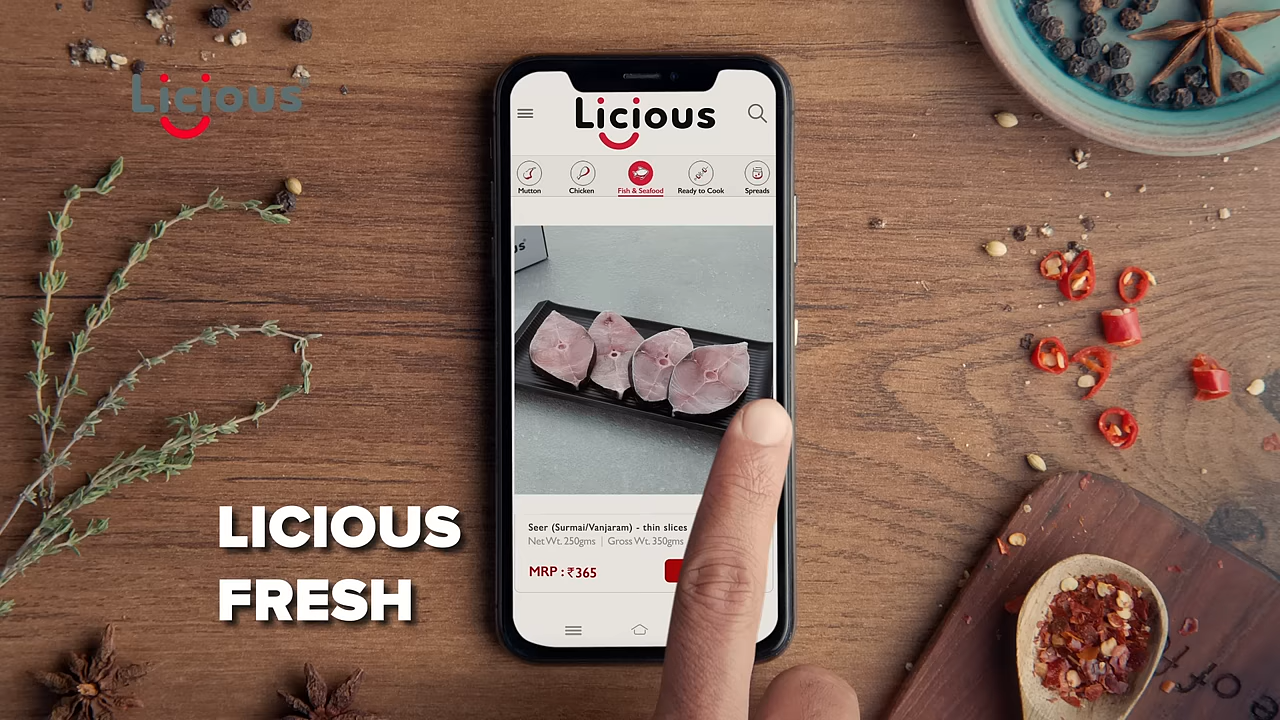 Licious
Licious
Mutton
Chicken
Fish & Seafood
Ready to Cook
Spreads
Seer (Surmai/Vanjaram) - thin slices
Net Wt. 250gms | Gross Wt. 350gms
MRP : ₹365
LICIOUS
FRESH